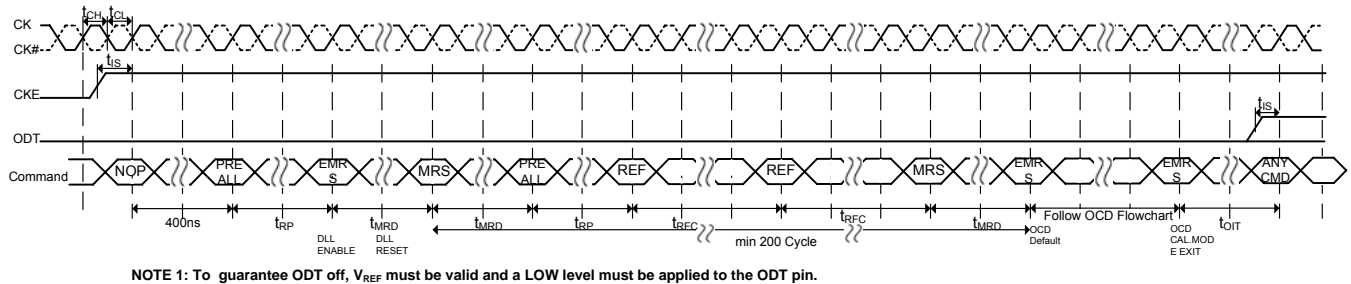 CK
CK#
tCH
tCL
tIS
CKE
tIS
ODT
Command
NOP
PRE
ALL
EMR
S
MRS
PRE
ALL
REF
REF
MRS
EMR
S
EMR
S
ANY
CMD
400ns
tRP
tMRD
tMRD
tRP
tRFC
tRFC
tMRD
Follow OCD Flowchart
tOIT
min 200 Cycle
DLL
ENABLE
DLL
RESET
OCD
Default
OCD
CAL.MOD
E EXIT
NOTE 1: To guarantee ODT off, VREF must be valid and a LOW level must be applied to the ODT pin.